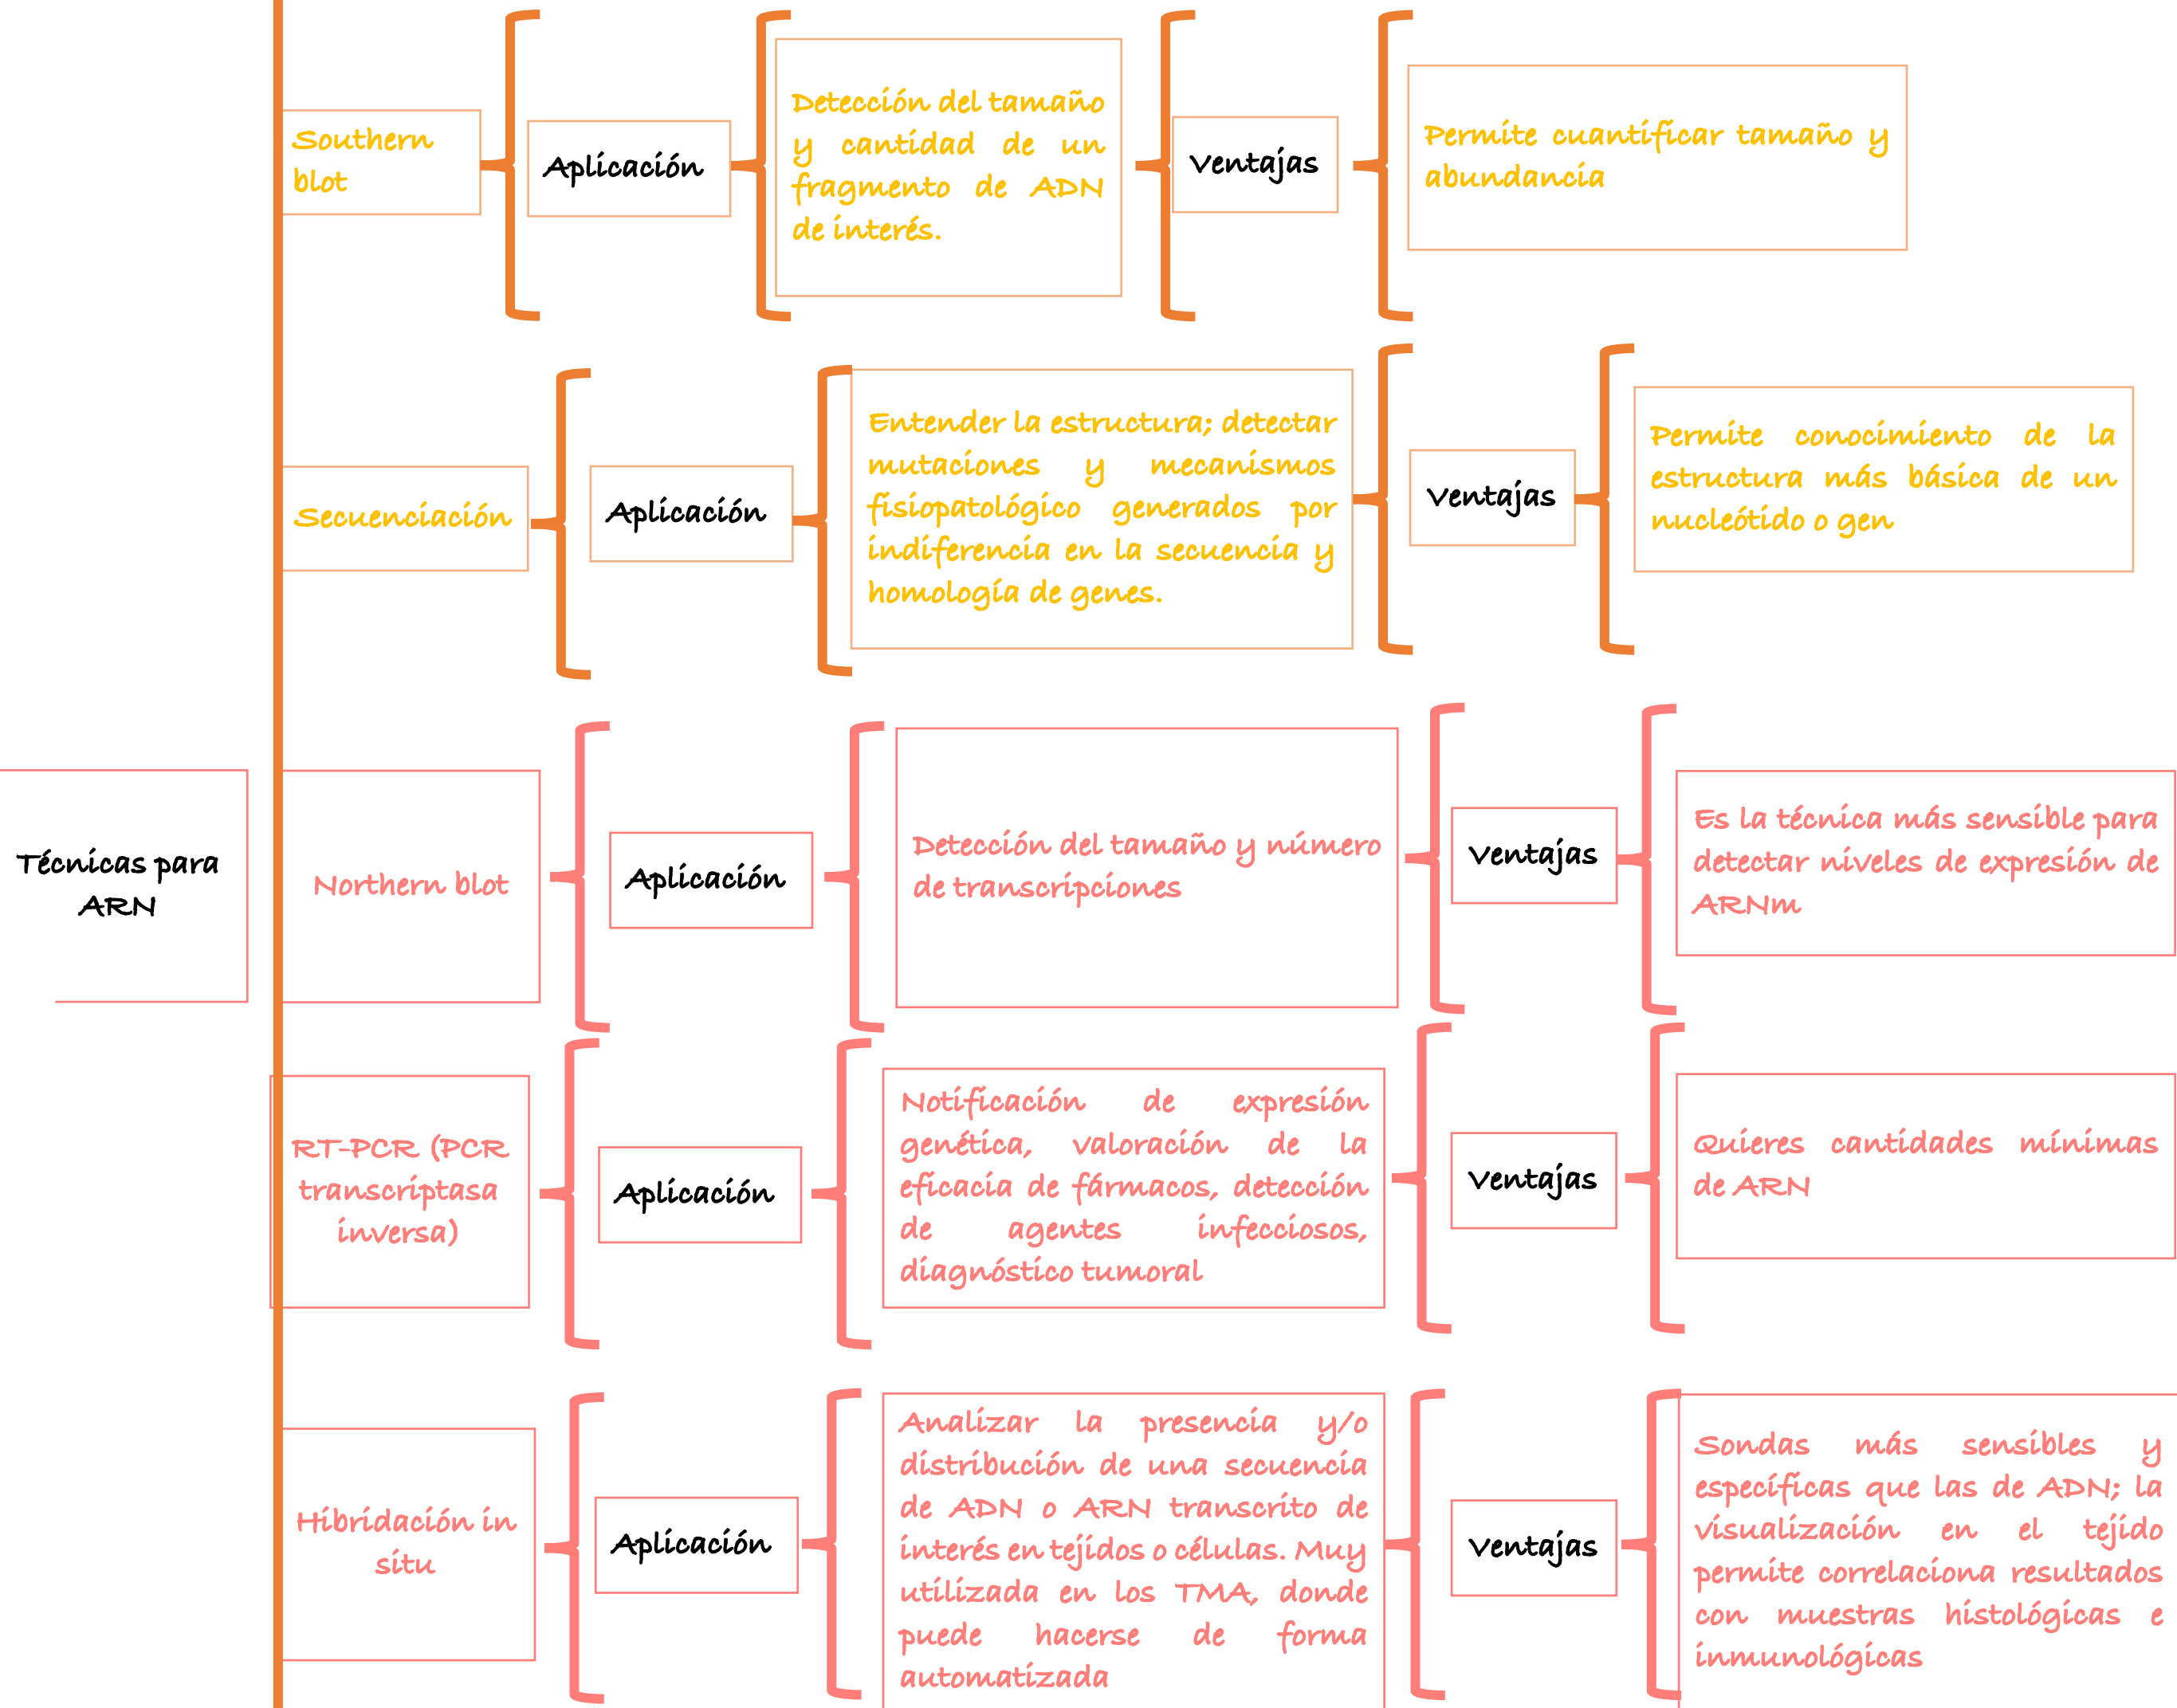 Southern
blot
Aplicación
Detección del tamaño
y cantidad de un
fragmento de ADN
de interés.
Ventajas
Permite cuantificar tamaño y
abundancia
Secuenciación
Aplicación
Entender la estructura; detectar
mutaciones y mecanismos
fisiopatológico generados por
indiferencia en la secuencia y
homología de genes.
Ventajas
Permite conocimiento de la
estructura más básica de un
nucleótido o gen
Técnicas para
ARN
Northern blot
Aplicación
Detección del tamaño y número
de transcripciones
Ventajas
Es la técnica más sensible para
detectar niveles de expresión de
ARNm
RT-PCR (PCR
transcriptasa
inversa)
Aplicación
Notificación de expresión
genética, valoración de la
eficacia de fármacos, detección
de agentes infecciosos,
diagnóstico tumoral
Ventajas
Quieres cantidades mínimas
de ARN
Hibridación in
situ
Aplicación
Analizar la presencia y/o
distribución de una secuencia
de ADN o ARN transcrito de
interés en tejidos o células. Muy
utilizada en los TMA, donde
puede hacerse de forma
automatizada
Ventajas
Sondas más sensibles y
específicas que las de ADN; la
visualización en el tejido
permite correlaciona resultados
con muestras histológicas e
inmunológicas